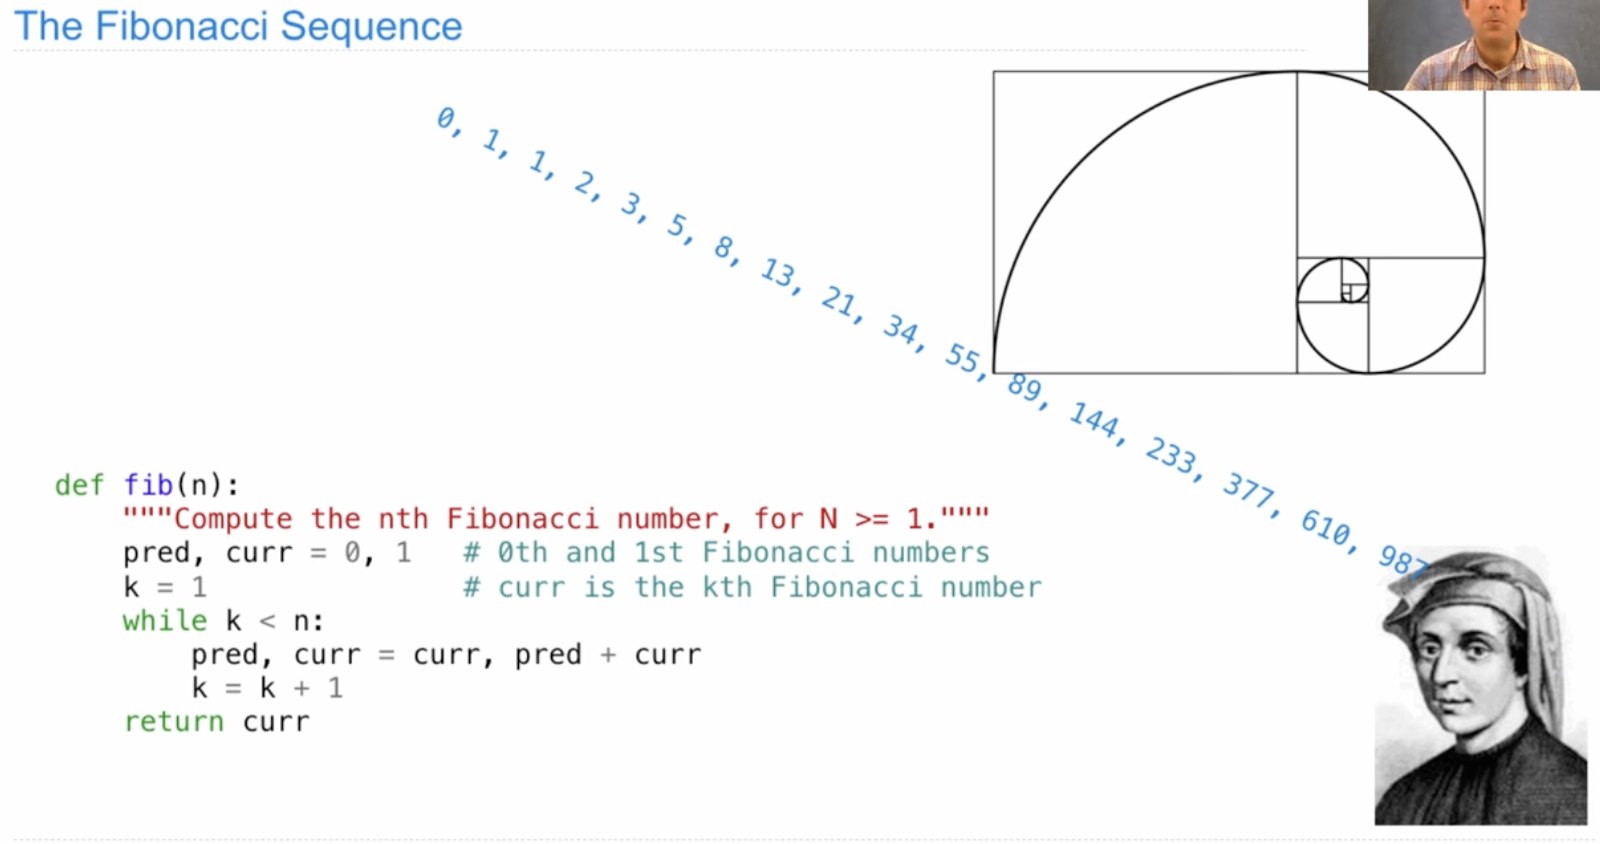 The Fibonacci Sequence
0, 1, 1, 2, 3, 5, 8, 13, 21, 34, 55, 89, 144, 233, 377, 610, 987
def fib(n):
    """Compute the nth Fibonacci number, for N >= 1."""
    pred, curr = 0, 1   # 0th and 1st Fibonacci numbers
    k = 1               # curr is the kth Fibonacci number
    while k < n:
        pred, curr = curr, pred + curr
        k = k + 1
    return curr